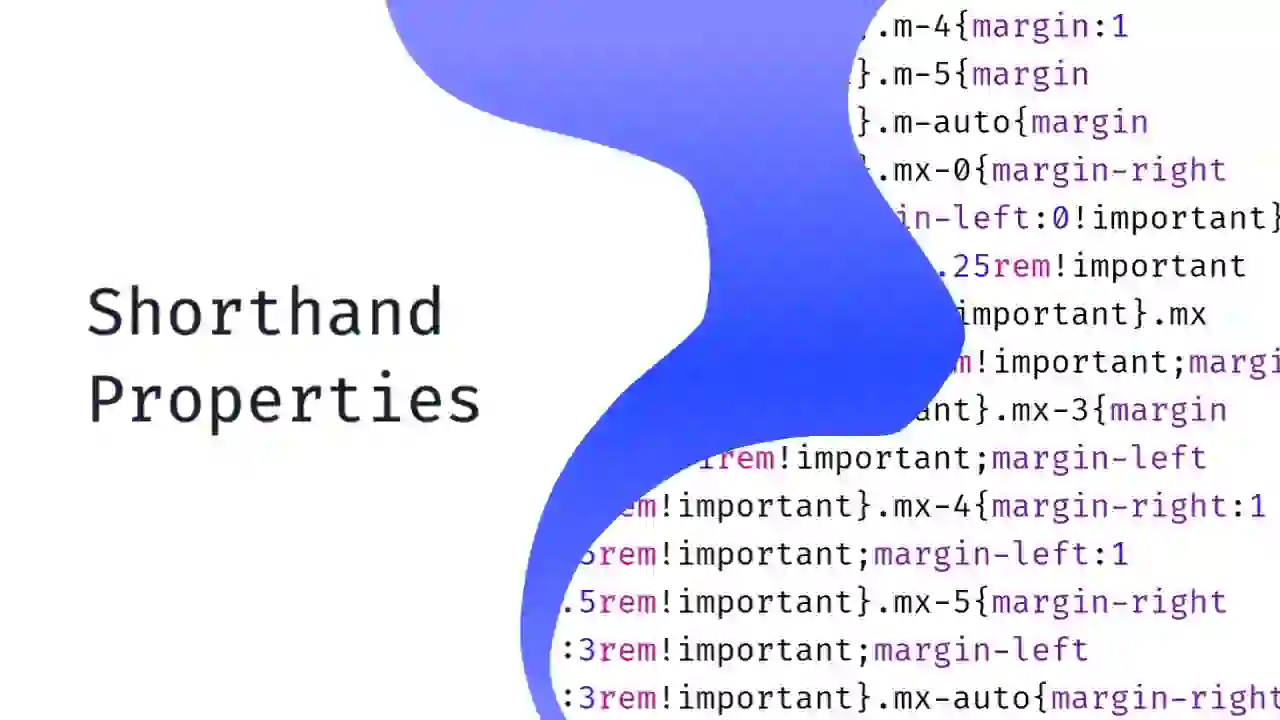 Shorthand
Properties
.m-4{margin:1
}.m-5{margin
}.m-auto{margin
.mx-0{margin-right
in-left:0!important}
.25rem!important
important}.mx
m!important;margi
ant}.mx-3{margin
1rem!important;margin-left
em!important}.mx-4{margin-right:1
5rem!important;margin-left:1
.5rem!important}.mx-5{margin-right
:3rem!important;margin-left
:3rem!important}.mx-auto{margin-right